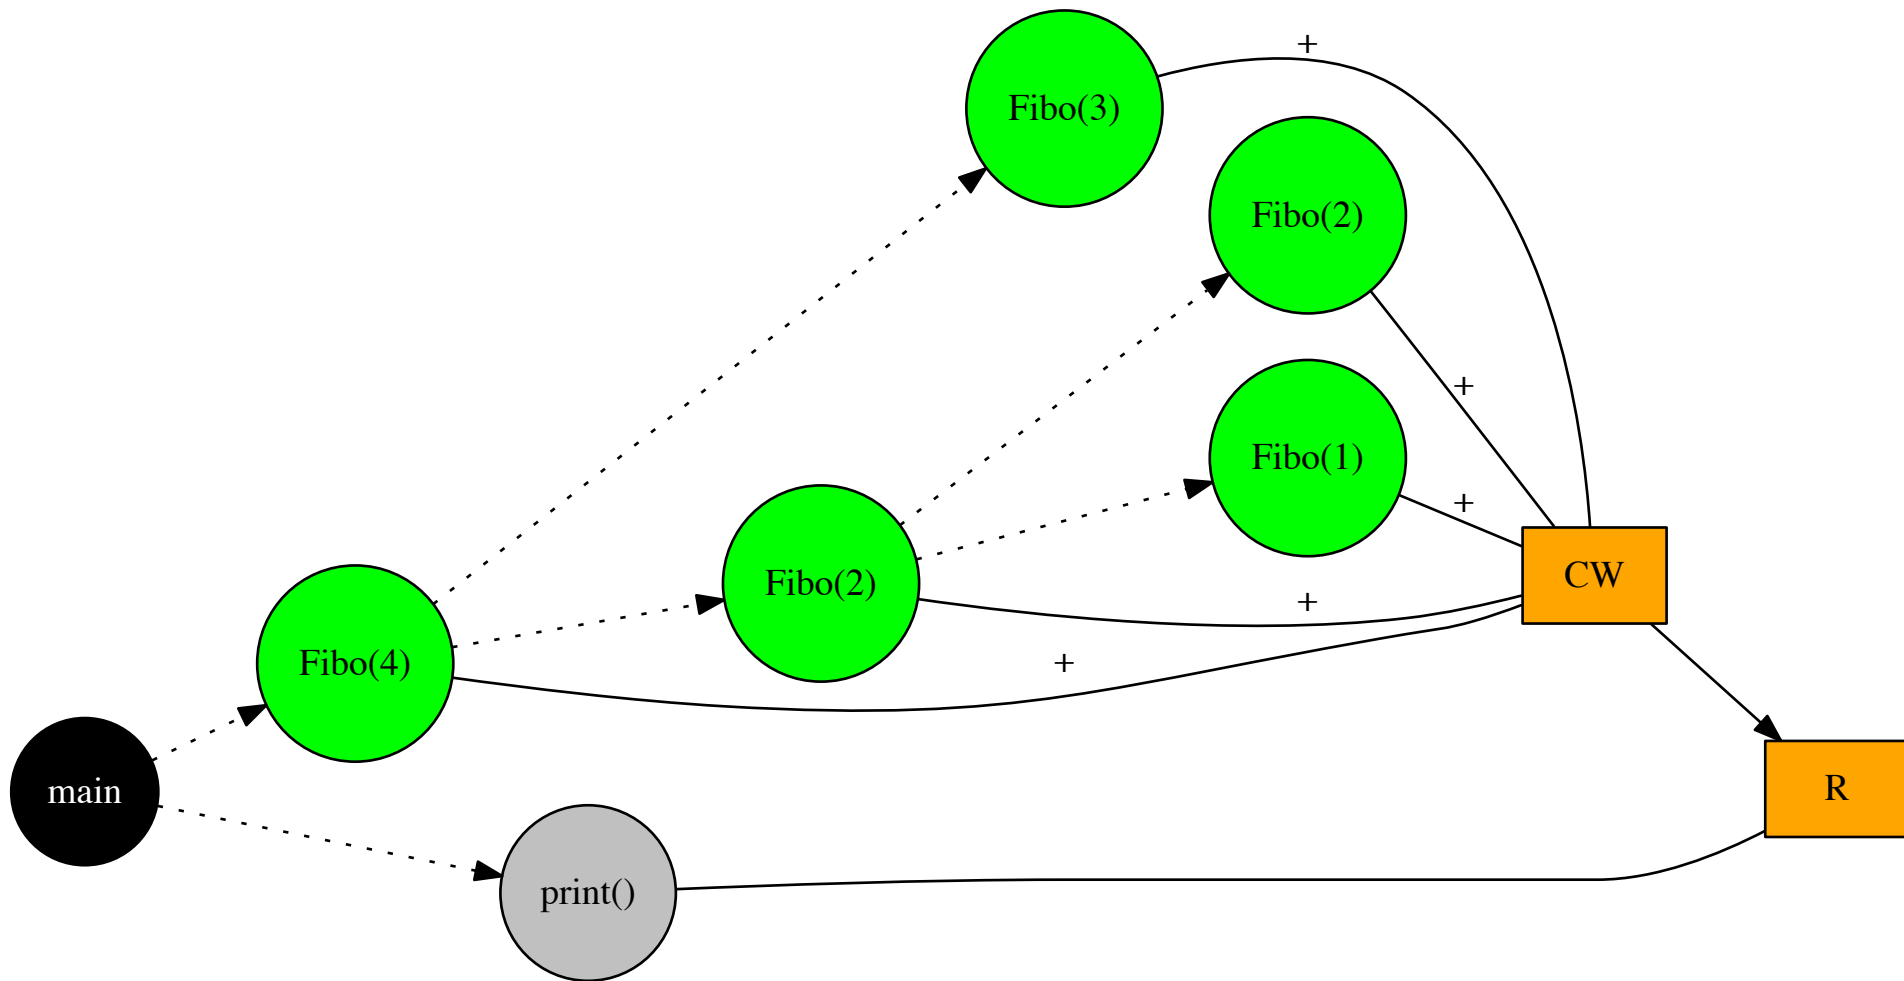 +
Fibo(3)
Fibo(2)
+
Fibo(1)
+
CW
Fibo(2)
+
Fibo(4)
+
main
R
print()